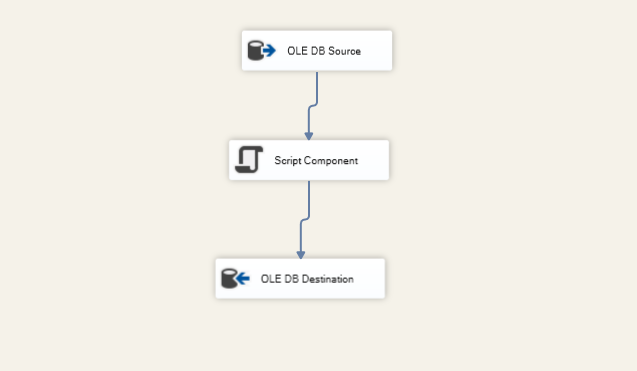 OLE DB Source
Script Component
OLE DB Destination